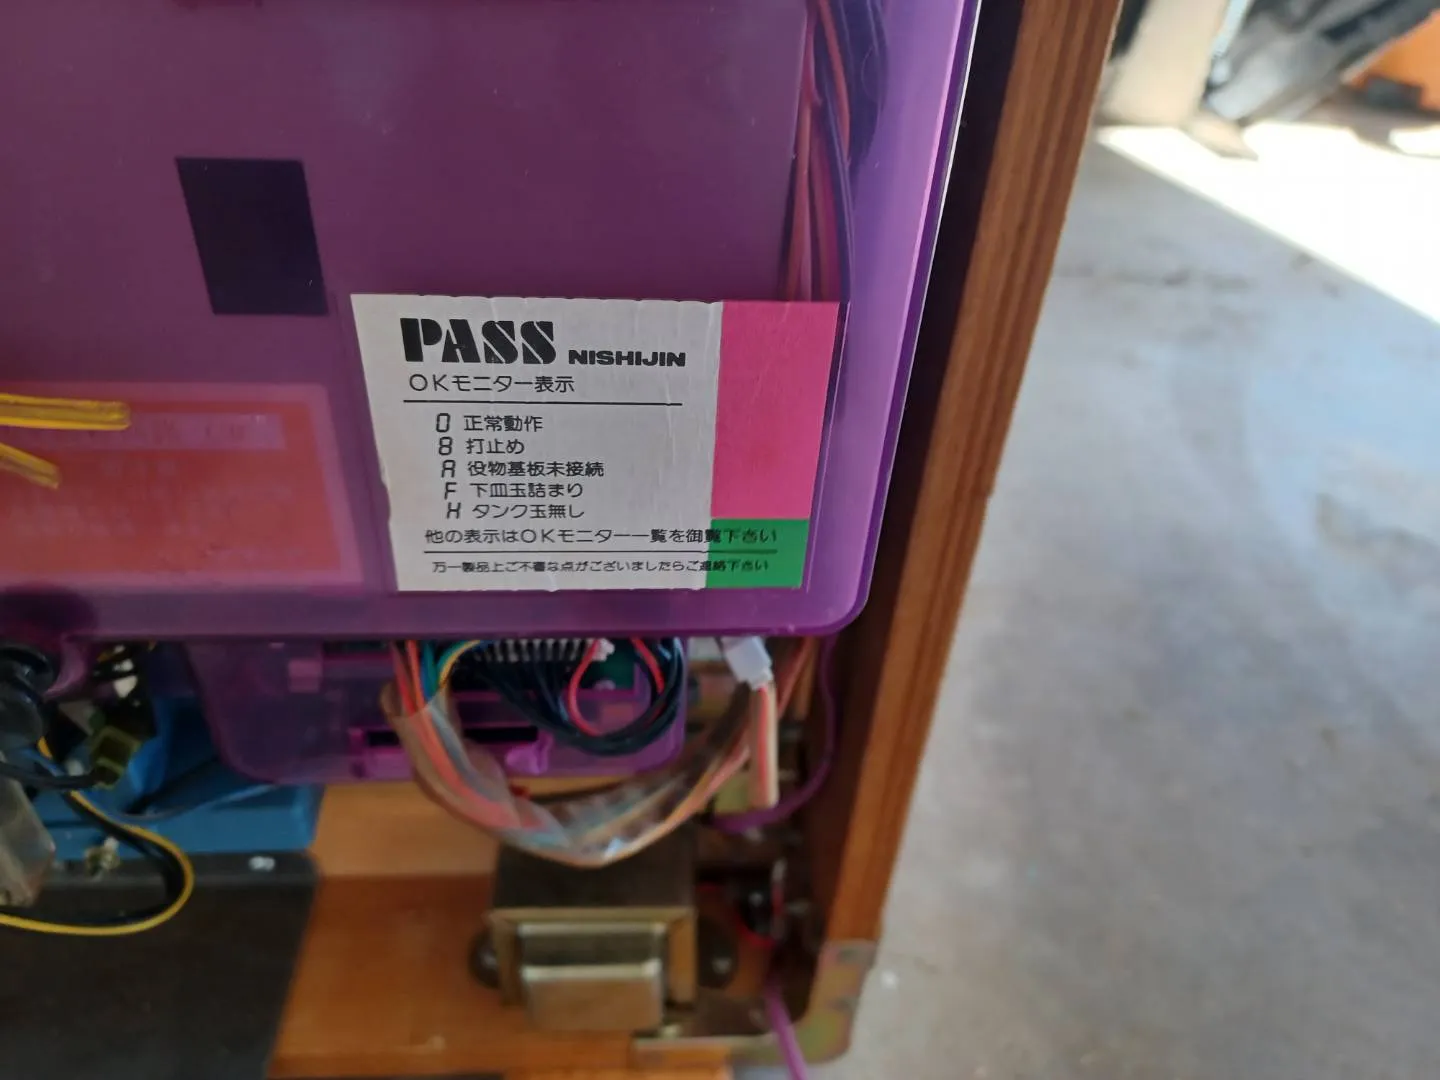 PASS NISHIJIN
OKモニター表示
0 正常動作
8 打止め
A 役物基板未接続
F 下皿玉詰まり
H タンク玉無し
他の表示はOKモニター一覧を御覧下さい
万一製品上ご不審な点がございましたらご連絡下さい